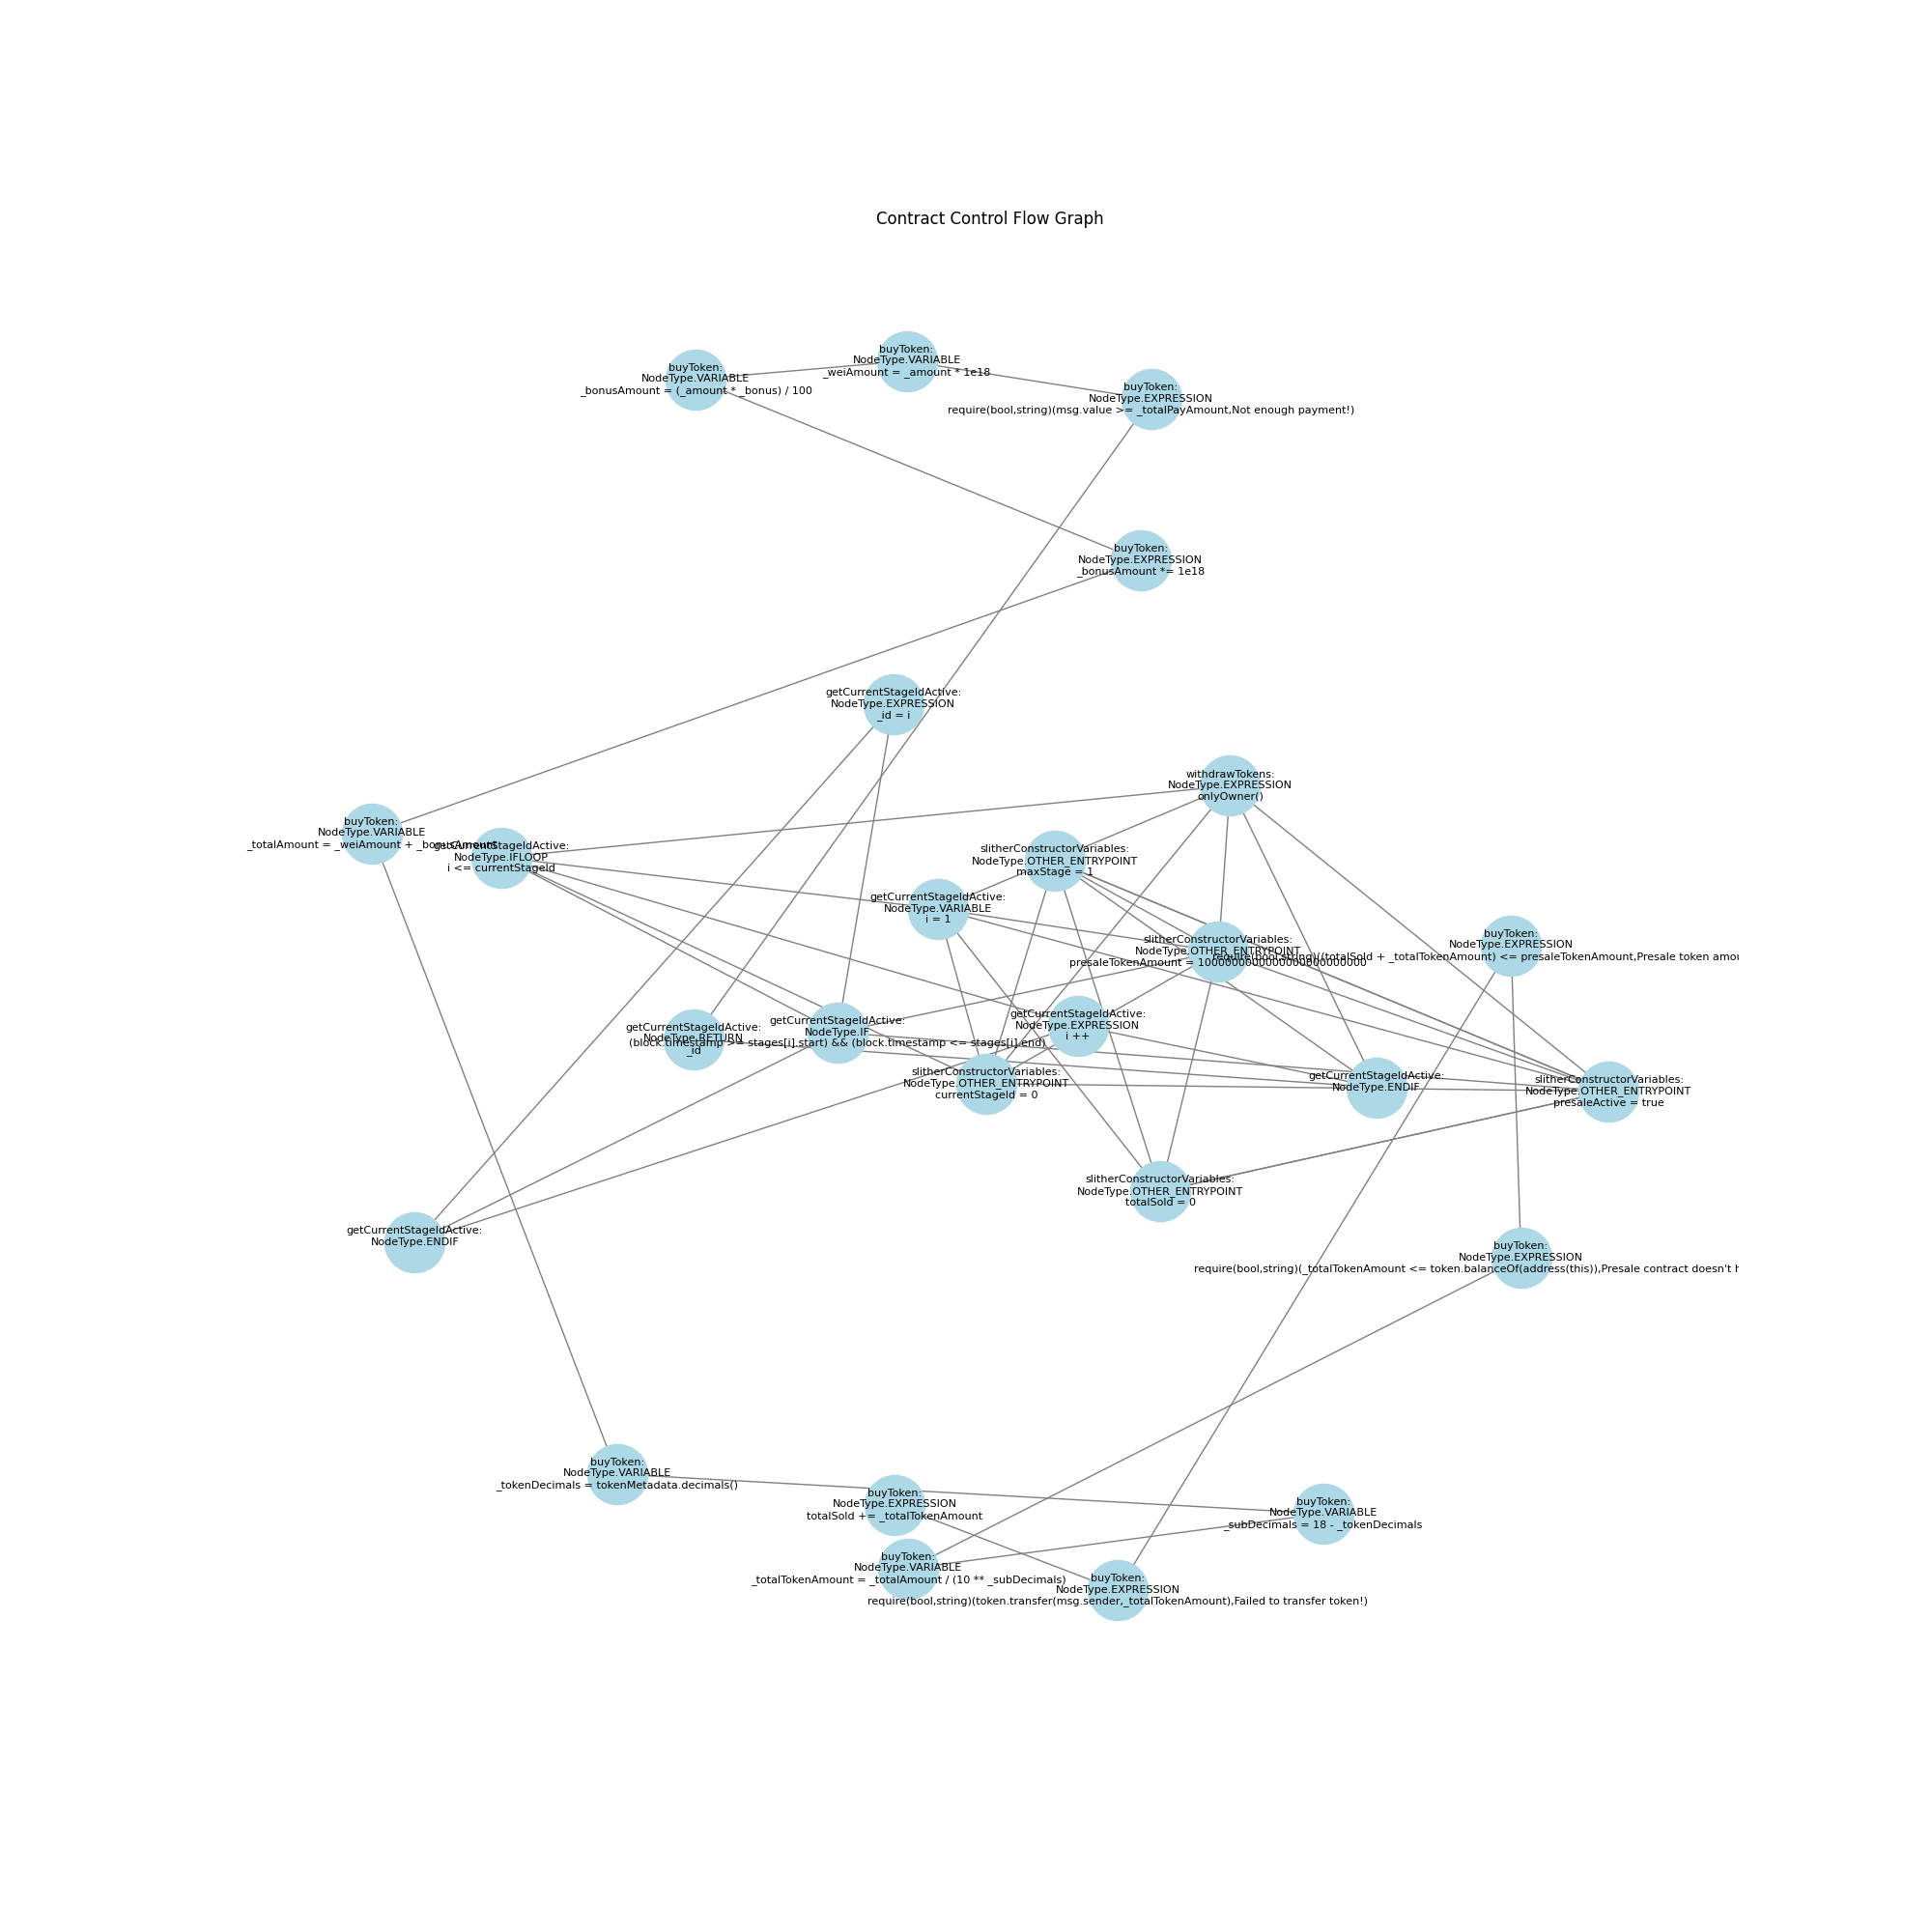 Contract Control Flow Graph
buyToken:
NodeType.VARIABLE
_weiAmount = _amount * 1e18
buyToken:
NodeType.VARIABLE
_bonusAmount = (_amount * _bonus) / 100
buyToken:
NodeType.EXPRESSION
require(bool,string)(msg.value >= _totalPayAmount,Not enough payment!)
buyToken:
NodeType.EXPRESSION
_bonusAmount *= 1e18
getCurrentStageIdActive:
NodeType.EXPRESSION
_id = i
withdrawTokens:
NodeType.EXPRESSION
onlyOwner()
buyToken:
NodeType.VARIABLE
_totalAmount = _weiAmount + _bonusAmount
getCurrentStageIdActive:
NodeType.IFLOOP
i <= currentStageId
slitherConstructorVariables:
NodeType.OTHER_ENTRYPOINT
maxStage = 1
getCurrentStageIdActive:
NodeType.VARIABLE
i = 1
slitherConstructorVariables:
NodeType.OTHER_ENTRYPOINT
presaleTokenAmount =
buyToken:
NodeType.EXPRESSION
require(bool,string)((totalSold + _totalTokenAmount) <= presaleTokenAmount,Presale token amou
getCurrentStageIdActive:
NodeType.RETURN
_id
getCurrentStageIdActive:
NodeType.IF
(block.timestamp >= stages[i].start) && (block.timestamp <= stages[i].end)
getCurrentStageIdActive:
NodeType.EXPRESSION
i ++
slitherConstructorVariables:
NodeType.OTHER_ENTRYPOINT
currentStageId = 0
getCurrentStageIdActive:
NodeType.ENDIF
slitherConstructorVariables:
NodeType.OTHER_ENTRYPOINT
presaleActive = true
slitherConstructorVariables:
NodeType.OTHER_ENTRYPOINT
totalSold = 0
getCurrentStageIdActive:
NodeType.ENDIF
buyToken:
NodeType.EXPRESSION
require(bool,string)(_totalTokenAmount <= token.balanceOf(address(this)),Presale contract doesn't h
buyToken:
NodeType.VARIABLE
_tokenDecimals = tokenMetadata.decimals()
buyToken:
NodeType.EXPRESSION
totalSold += _totalTokenAmount
buyToken:
NodeType.VARIABLE
_subDecimals = 18 - _tokenDecimals
buyToken:
NodeType.VARIABLE
_totalTokenAmount = _totalAmount / (10 ** _subDecimals)
buyToken:
NodeType.EXPRESSION
require(bool,string)(token.transfer(msg.sender,_totalTokenAmount),Failed to transfer token!)